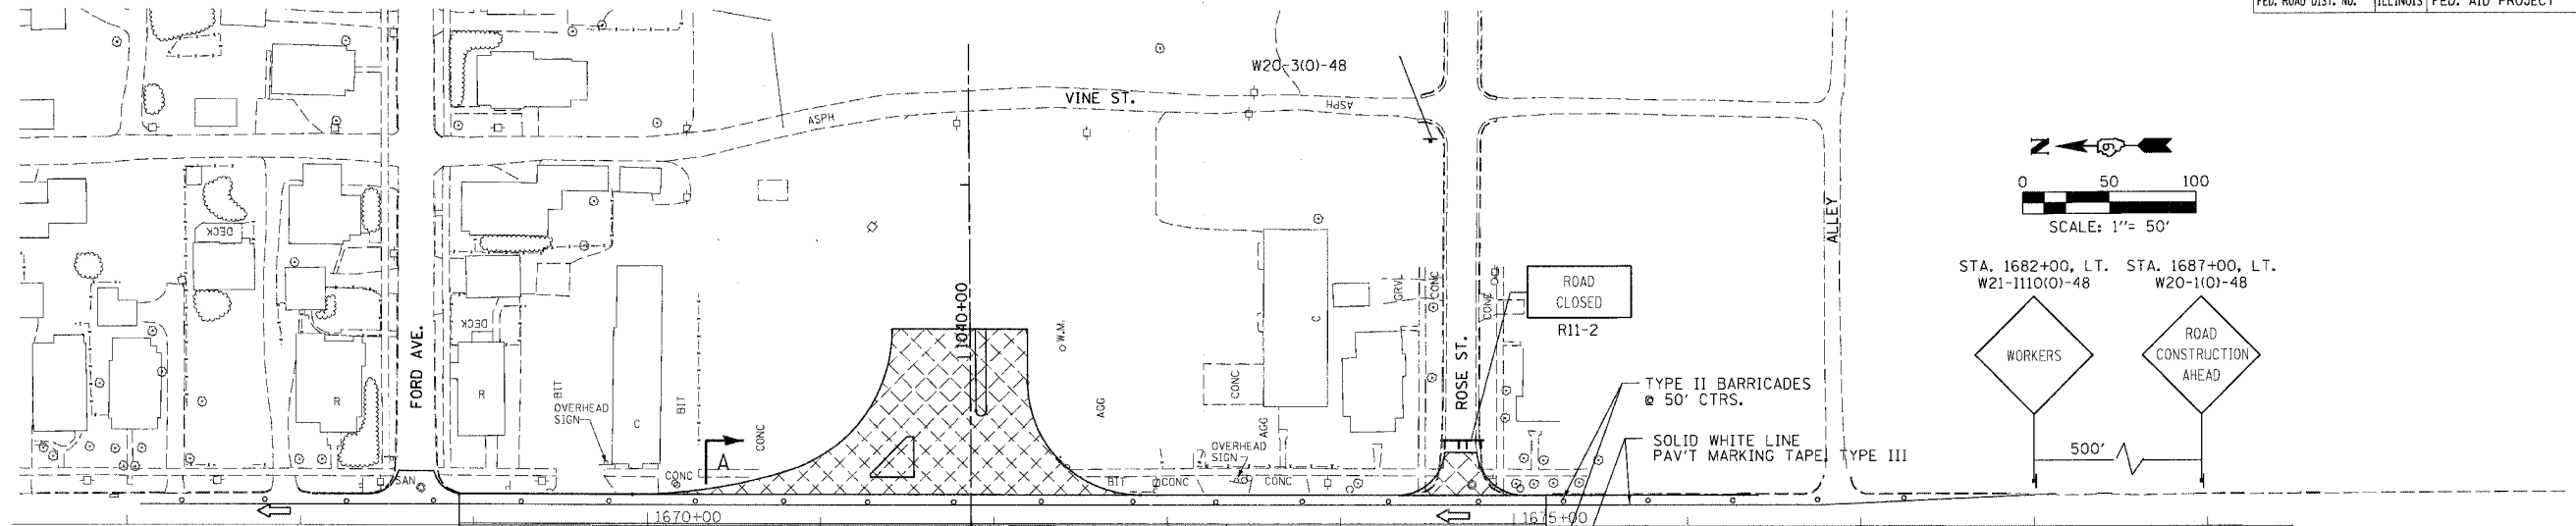 FED. ROAD DIST. NO. ILLINOIS FED. AID PROJECT
W20-3(O)-48
VINE ST.
ASPH
ASPH
N
0 50 100
SCALE: 1"= 50'
DECK
ALLEY
STA. 1682+00, LT. STA. 1687+00, LT.
W21-I110(O)-48 W20-1(O)-48
WORKERS
ROAD
CONSTRUCTION
AHEAD
500'
ROAD
CLOSED
R11-2
GRVL
CONC
CONC
C
11040+00
W.M.
DECK
FORD AVE.
ROSE ST.
R
R
BIT
OVERHEAD
SIGN
C
BIT
CONC
A
AGG
CONC
AGG
OVERHEAD
SIGN
TYPE II BARRICADES
@ 50' CTRS.
SOLID WHITE LINE
PAV'T MARKING TAPE, TYPE III
SAN
CONC
BIT
CONC
CONC
1670+00
1675+00